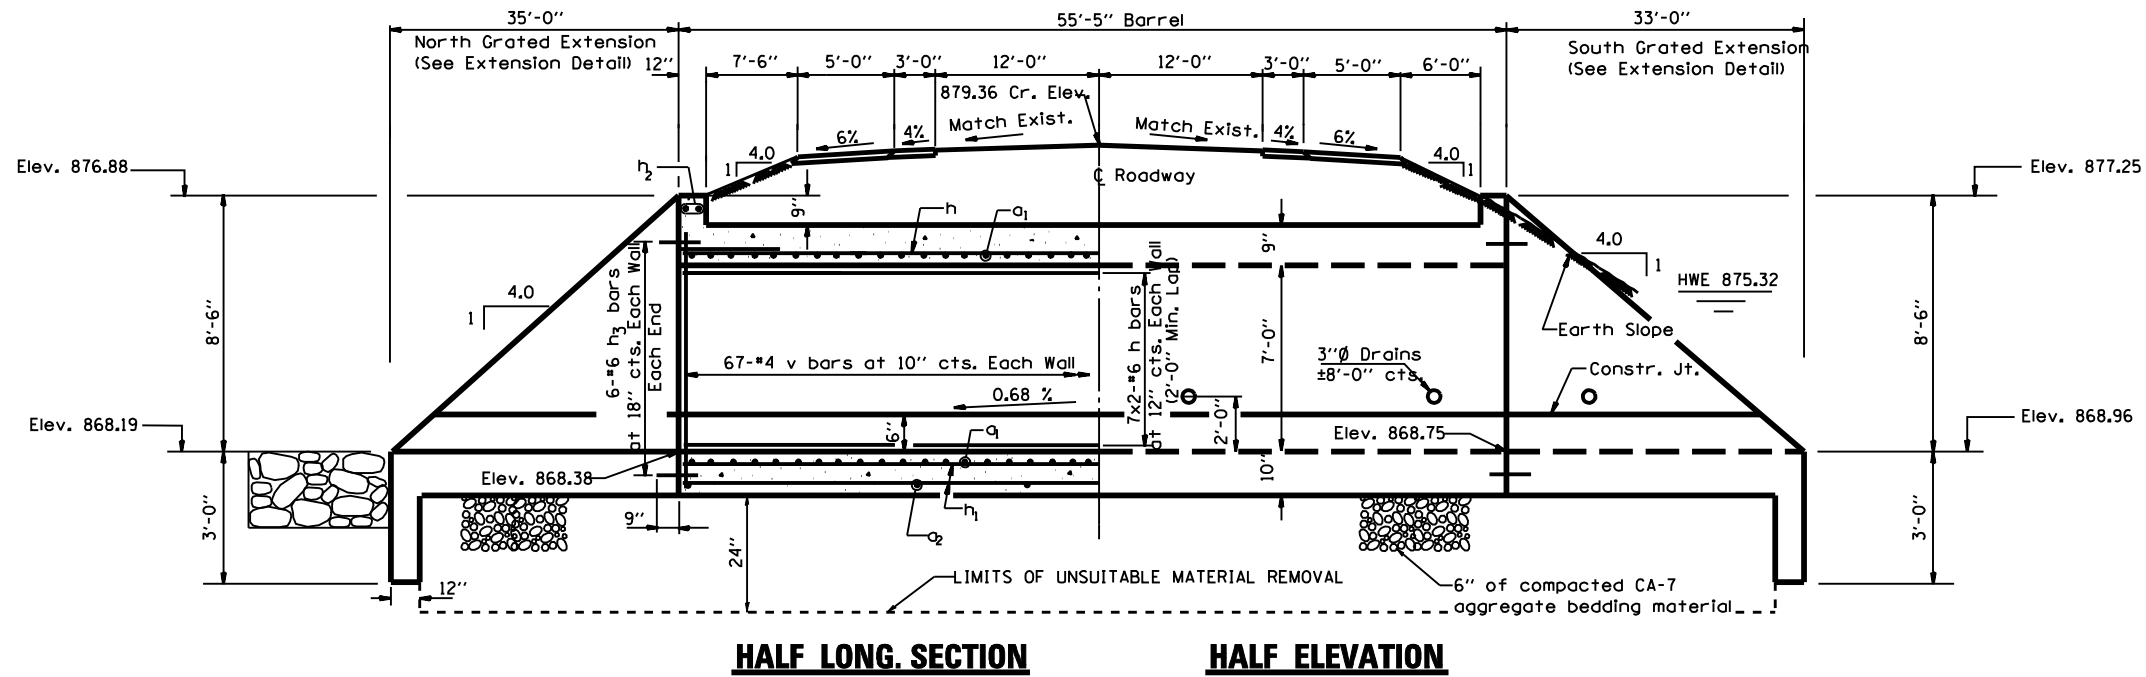 35'-0"
55'-5" Barrel
33'-0"
North Grated Extension
(See Extension Detail)
South Grated Extension
(See Extension Detail)
12"
7'-6"
5'-0"
3'-0"
12'-0"
12'-0"
3'-0"
5'-0"
6'-0"
879.36 Cr. Elev.
6%
4%
Match Exist.
Match Exist.
4%
6%
4.0
1
4.0
1
Elev. 876.88
h2
℄ Roadway
Elev. 877.25
9"
h
a1
9"
4.0
1
HWE 875.32
4.0
1
8'-6"
6-#6 h3 bars
at 18" cts. Each Wall
Each End
7x2-#6 h bars
at 12" cts. Each Wall
(2'-0" Min. Lap)
7'-0"
Earth Slope
8'-6"
67-#4 v bars at 10" cts. Each Wall
3"Ø Drains
±8'-0" cts.
Constr. Jt.
0.68 %
Elev. 868.19
6"
a1
2'-0"
Elev. 868.75
Elev. 868.96
Elev. 868.38
10"
3'-0"
9"
h1
a2
24"
3'-0"
12"
LIMITS OF UNSUITABLE MATERIAL REMOVAL
6" of compacted CA-7
aggregate bedding material
HALF LONG. SECTION
HALF ELEVATION